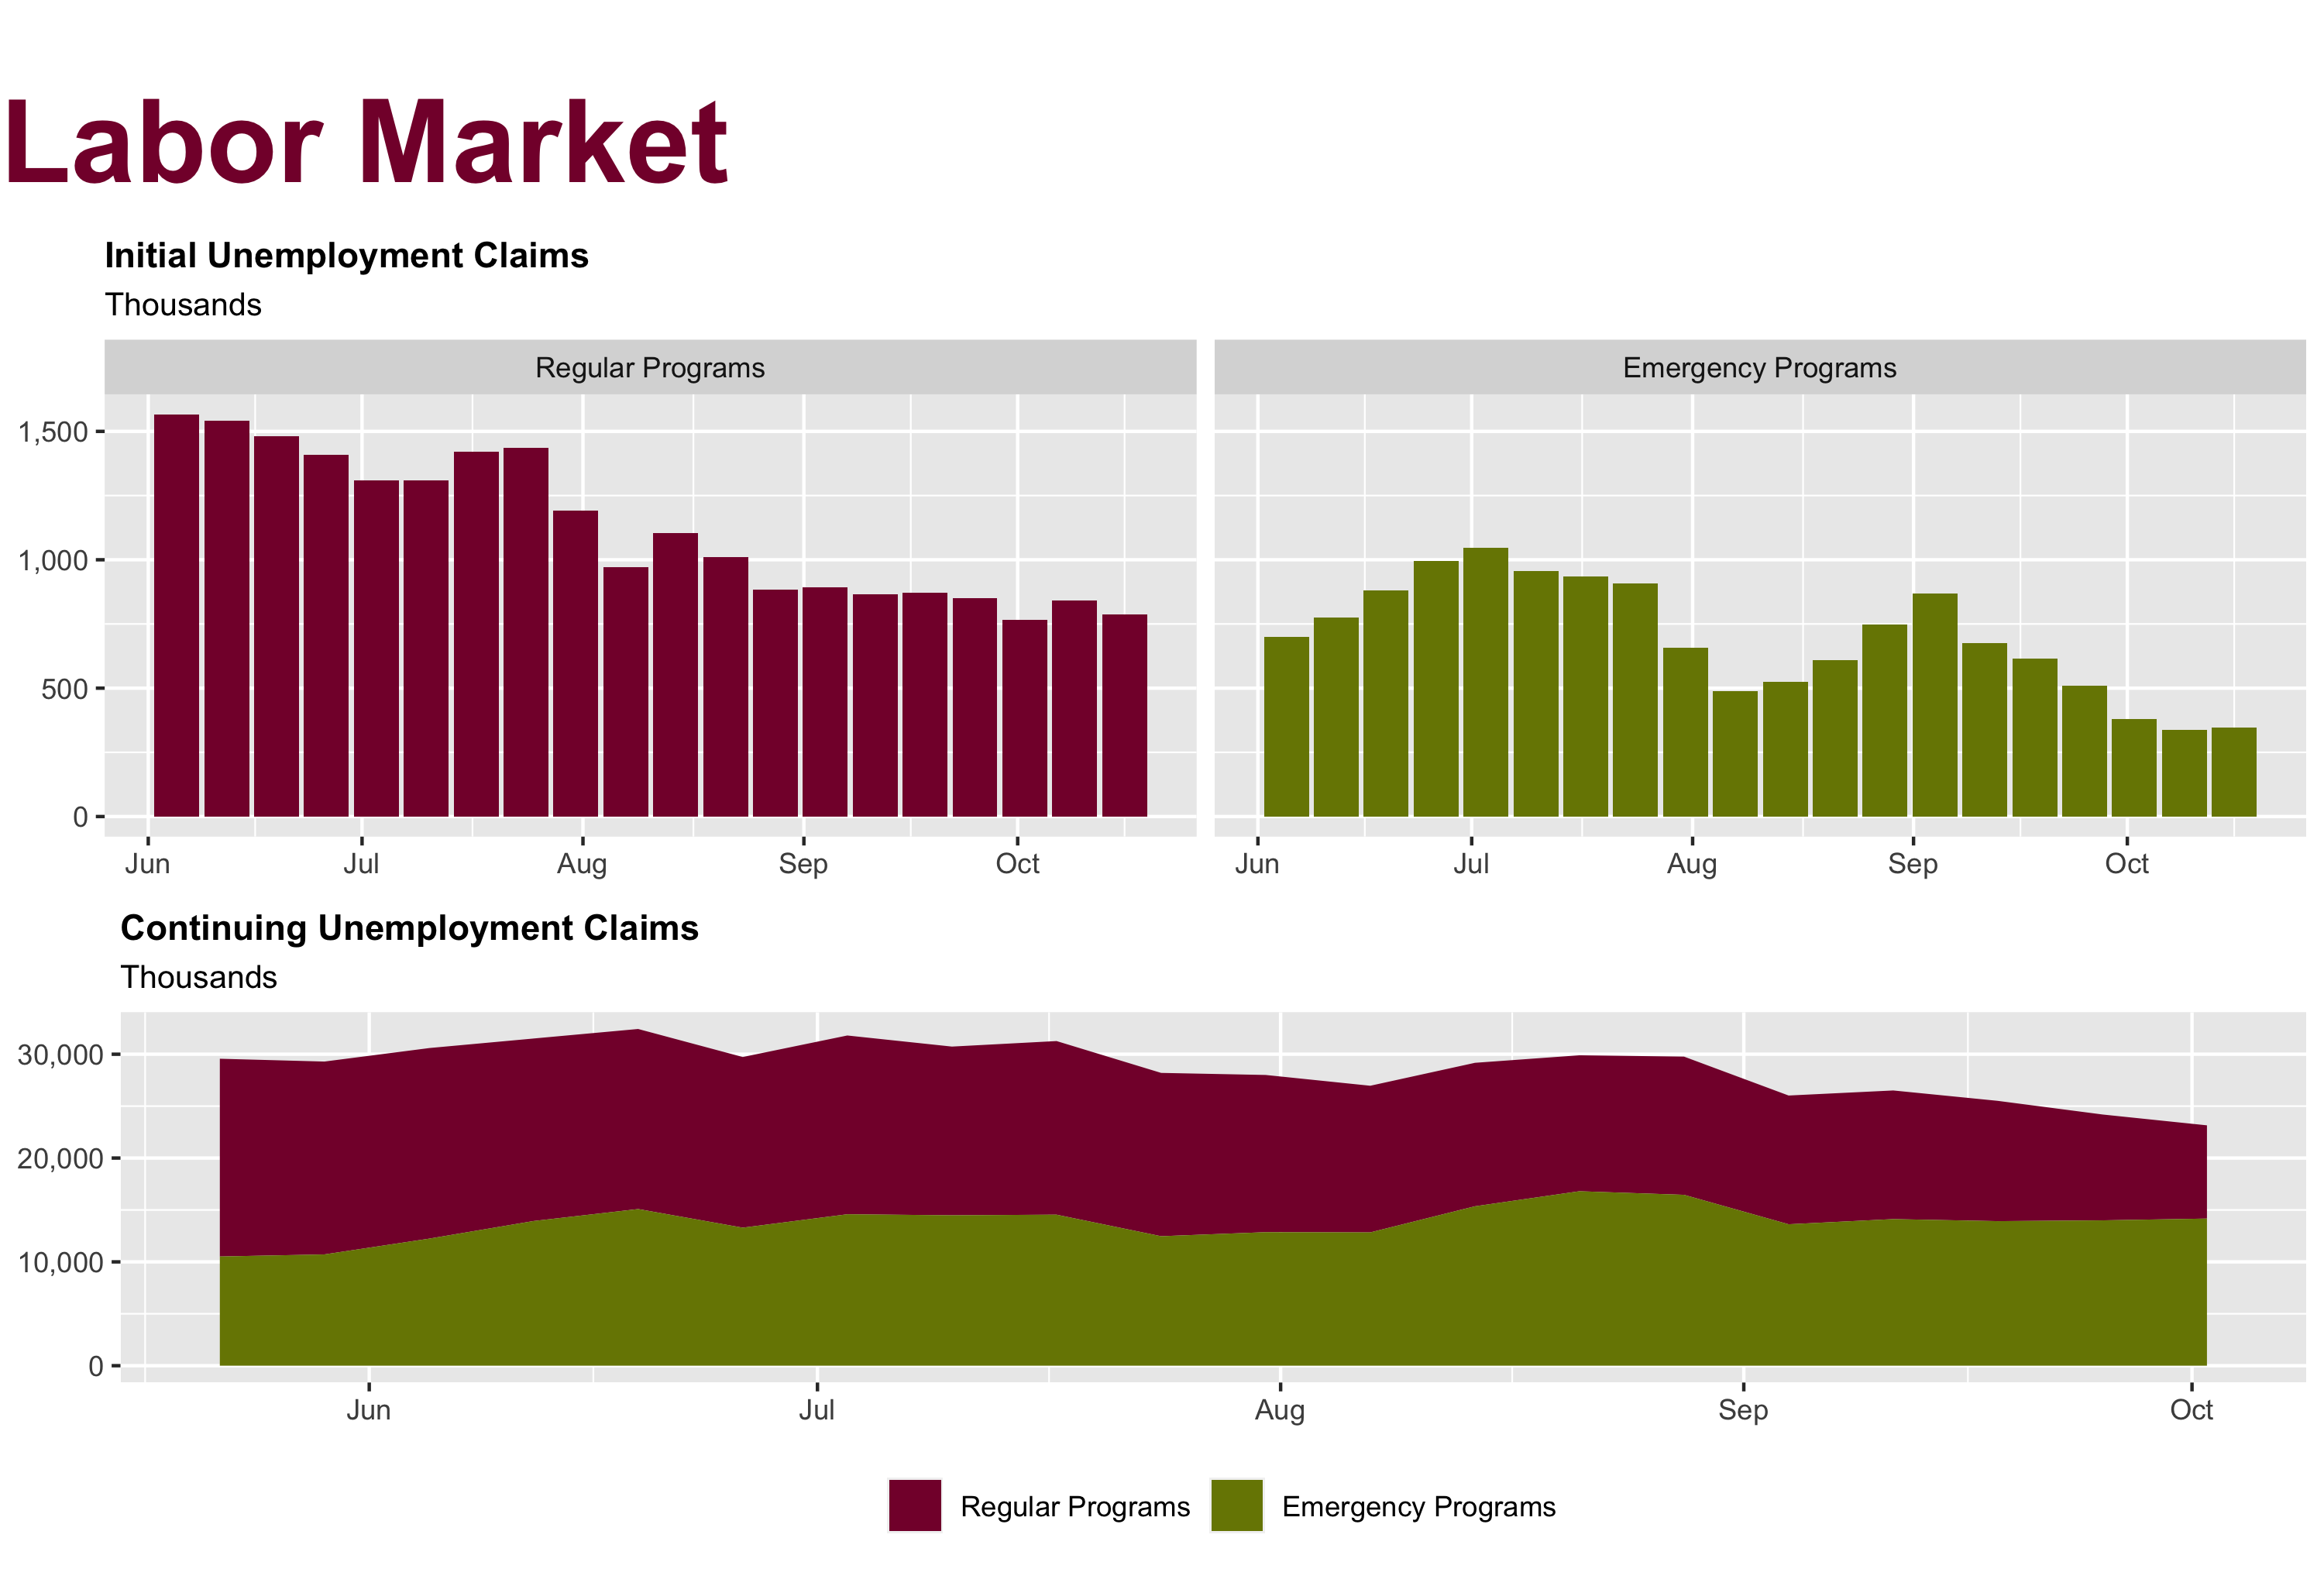 Labor Market
Initial Unemployment Claims
Thousands
Regular Programs
Emergency Programs
1,500
1,000
500
0
Jun Jul Aug Sep Oct
Jun Jul Aug Sep Oct
Continuing Unemployment Claims
Thousands
30,000
20,000
10,000
0
Jun Jul Aug Sep Oct
Regular Programs Emergency Programs